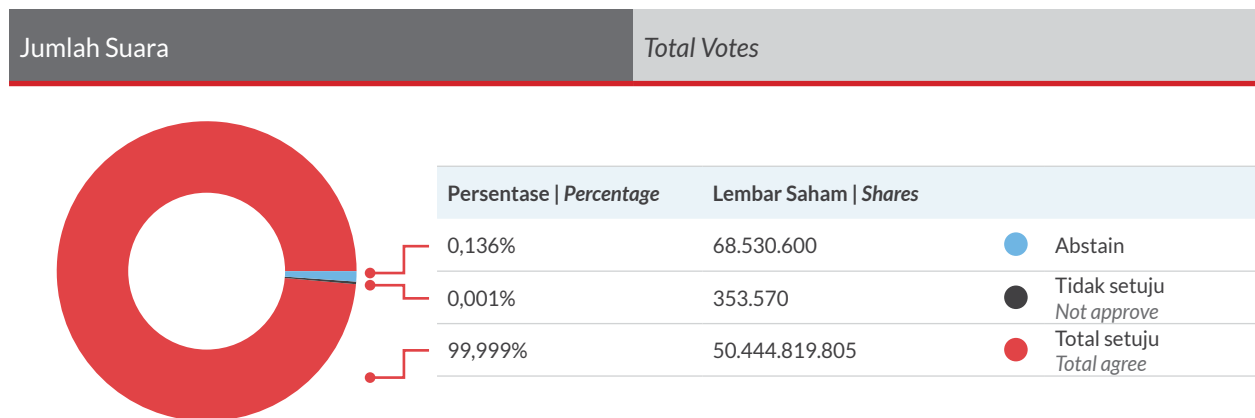 Jumlah Suara
Total Votes
Persentase | Percentage
Lembar Saham | Shares
0,136%
68.530.600
Abstain
0,001%
353.570
Tidak setuju
Not approve
99,999%
50.444.819.805
Total setuju
Total agree